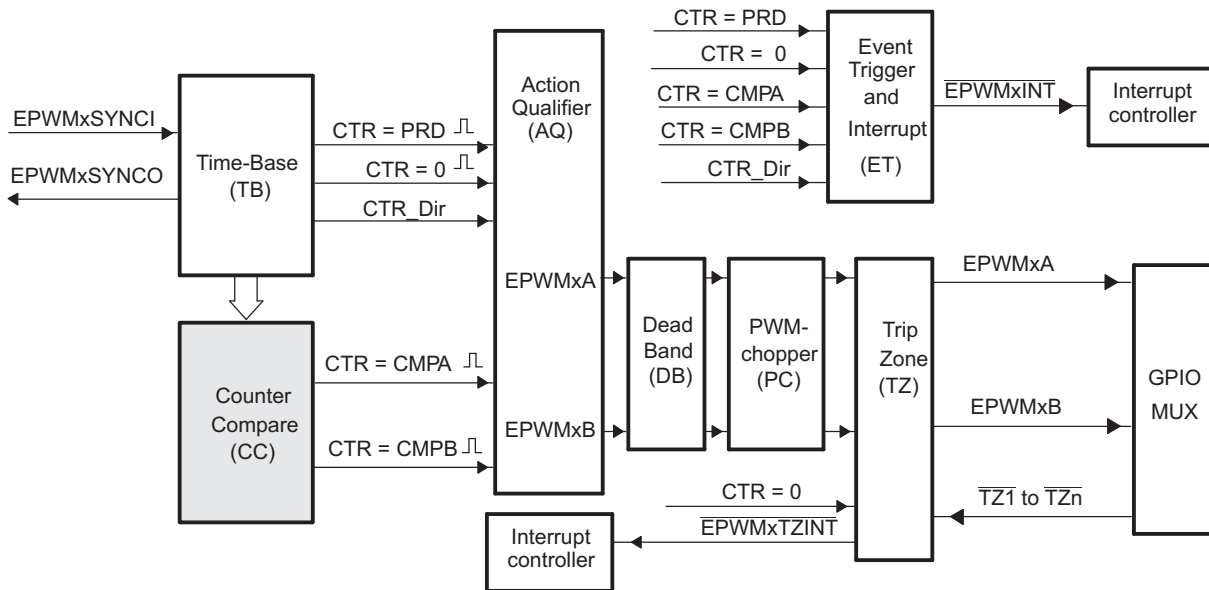 EPWMxSYNCI
EPWMxSYNCO
Time-Base
(TB)
CTR = PRD
CTR = 0
CTR_Dir
Counter
Compare
(CC)
CTR = CMPA
CTR = CMPB
Action
Qualifier
(AQ)
EPWMxA
EPWMxB
CTR = PRD
CTR = 0
CTR = CMPA
CTR = CMPB
CTR_Dir
Event
Trigger
and
Interrupt
(ET)
EPWMxINT
Interrupt
controller
Dead
Band
(DB)
PWM-
chopper
(PC)
Trip
Zone
(TZ)
EPWMxA
EPWMxB
TZ1 to TZn
GPIO
MUX
CTR = 0
EPWMxTZINT
Interrupt
controller